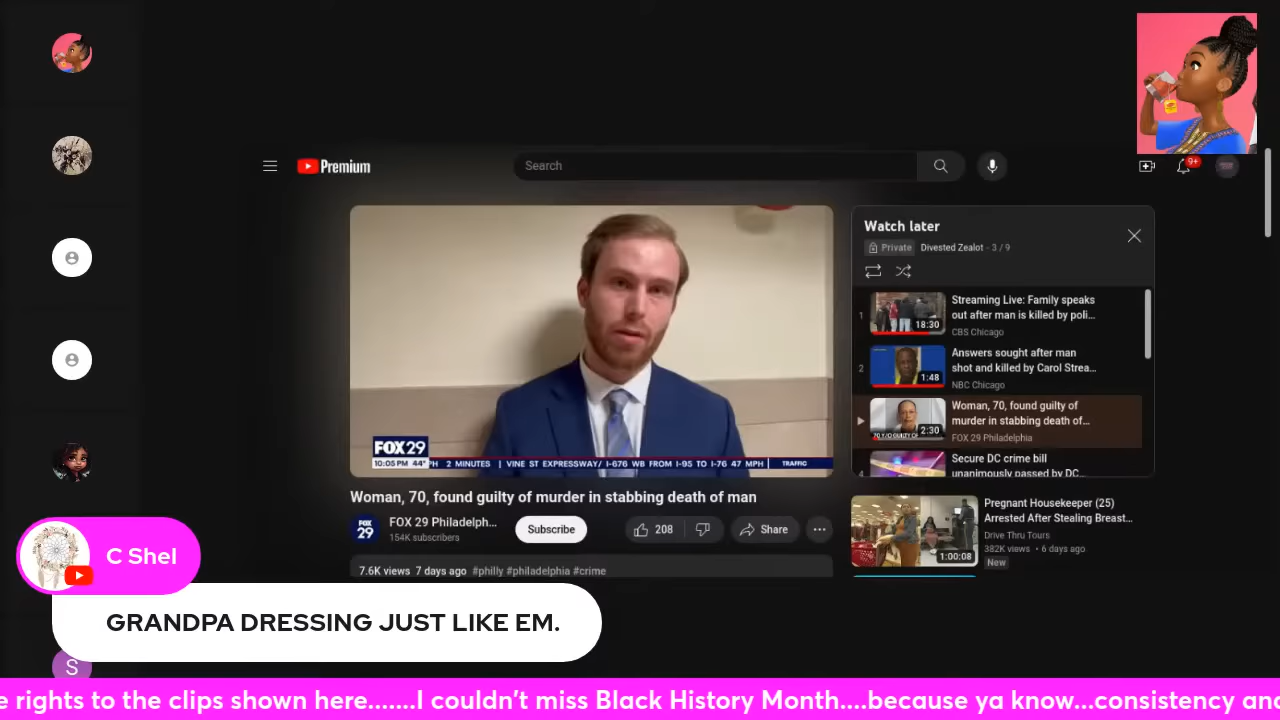 Premium
Search
9+
Watch later
Private Divested Zealot - 3 / 9
1
18:30
Streaming Live: Family speaks
out after man is killed by poli...
CBS Chicago
2
1:48
Answers sought after man
shot and killed by Carol Strea...
NBC Chicago
2:30
Woman, 70, found guilty of
murder in stabbing death of...
FOX 29 Philadelphia
4
Secure DC crime bill
unanimously passed by DC...
FOX 29
10:05 PM 44° PH 2 MINUTES | VINE ST EXPRESSWAY/ I-676 WB FROM I-95 TO I-76 47 MPH | TRAFFIC
Woman, 70, found guilty of murder in stabbing death of man
FOX 29
FOX 29 Philadelph...
154K subscribers
Subscribe
208
Share
7.6K views 7 days ago #philly #philadelphia #crime
1:00:08
Pregnant Housekeeper (25)
Arrested After Stealing Breast...
Drive Thru Tours
382K views • 6 days ago
New
C Shel
GRANDPA DRESSING JUST LIKE EM.
S
e rights to the clips shown here.......I couldn't miss Black History Month....because ya know...consistency and